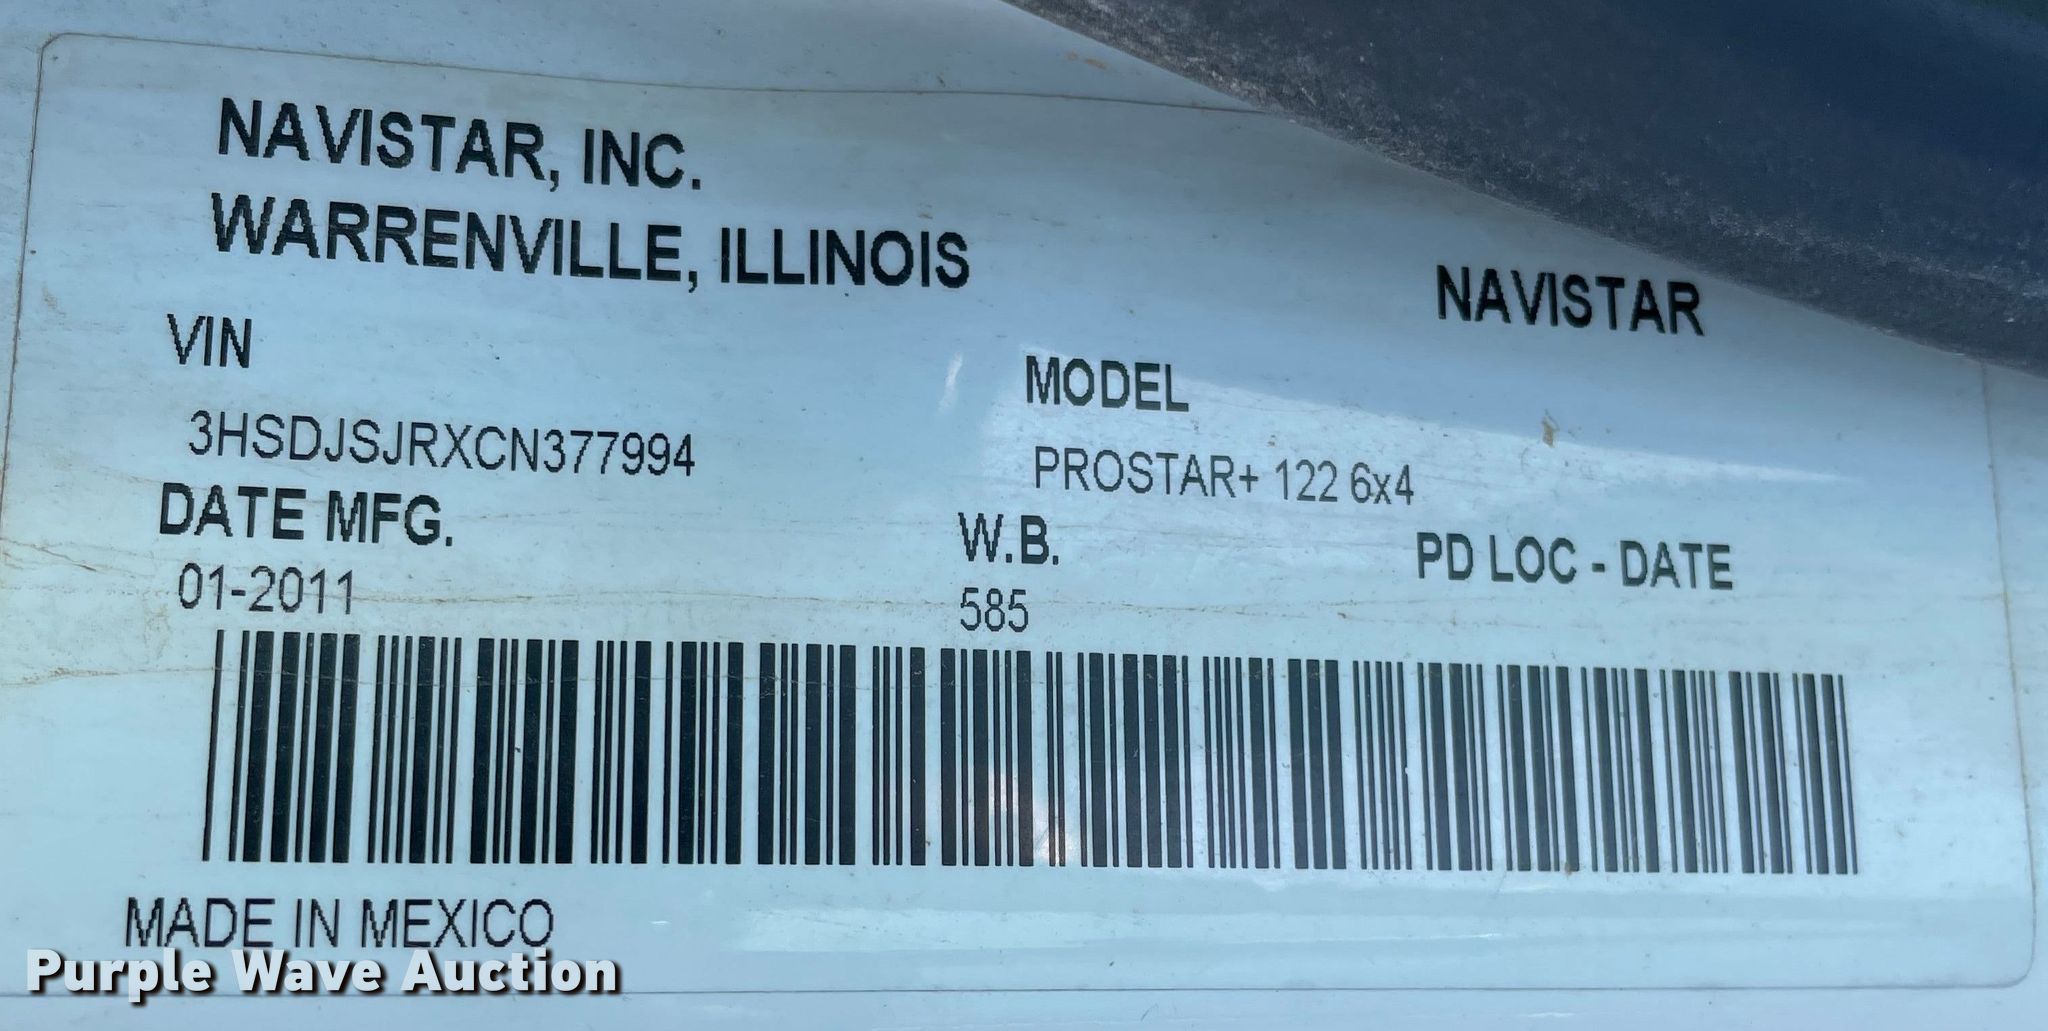 NAVISTAR, INC.
WARRENVILLE, ILLINOIS
NAVISTAR
VIN
MODEL
3HSDJSJRXCN377994
PROSTAR+ 122 6x4
DATE MFG.
W.B.
PD LOC - DATE
01-2011
585
MADE IN MEXICO
Purple Wave Auction